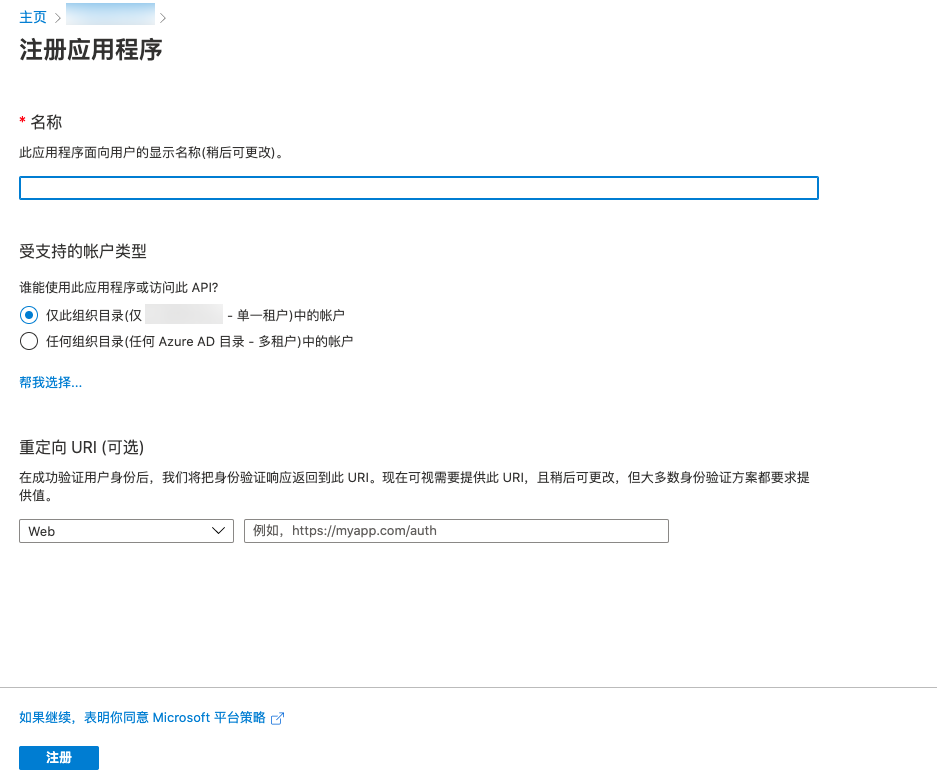 主页 >  >
注册应用程序
* 名称
此应用程序面向用户的显示名称(稍后可更改)。
受支持的帐户类型
谁能使用此应用程序或访问此 API?
仅此组织目录(仅  - 单一租户)中的帐户
任何组织目录(任何 Azure AD 目录 - 多租户)中的帐户
帮我选择...
重定向 URI (可选)
在成功验证用户身份后，我们将把身份验证响应返回到此 URI。现在可视需要提供此 URI，且稍后可更改，但大多数身份验证方案都要求提
供值。
Web 例如，https://myapp.com/auth
如果继续，表明你同意 Microsoft 平台策略
注册